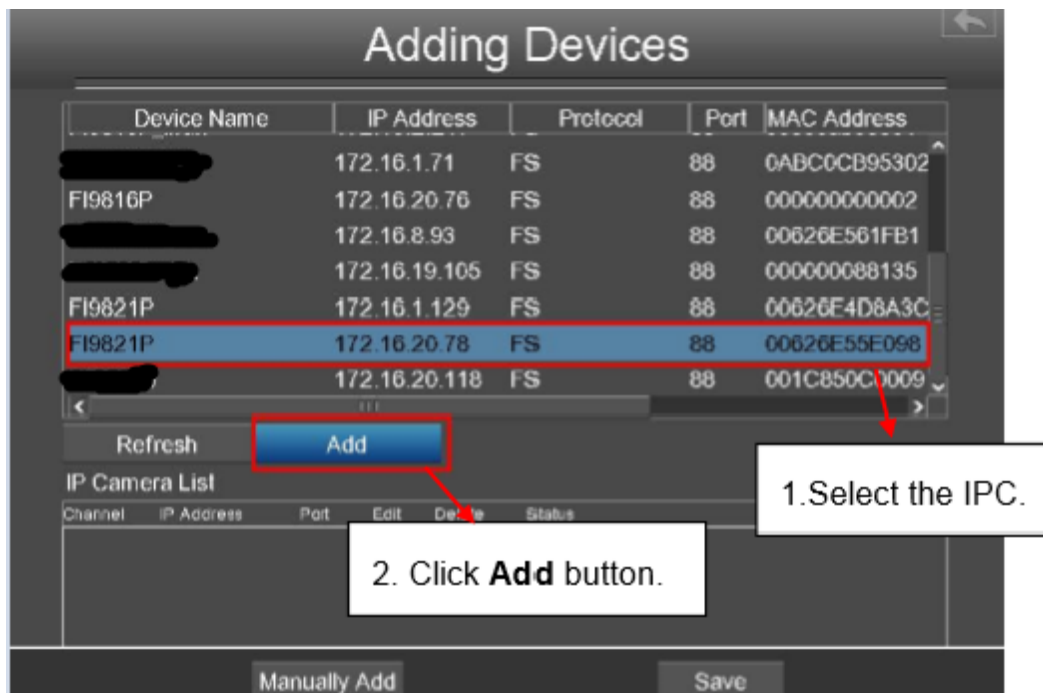 Adding Devices
Device Name IP Address Protocol Port MAC Address
172.16.1.71 FS 88 0ABC0CB95302
FI9816P 172.16.20.76 FS 88 000000000002
172.16.8.93 FS 88 00626E561FB1
172.16.19.105 FS 88 000000088135
FI9821P 172.16.1.129 FS 88 00626E4D8A3C
FI9821P 172.16.20.78 FS 88 00626E55E098
172.16.20.118 FS 88 001C850C0009
Refresh Add
IP Camera List
1.Select the IPC.
Channel IP Address Port Edit Delete Status
2. Click Add button.
Manually Add Save